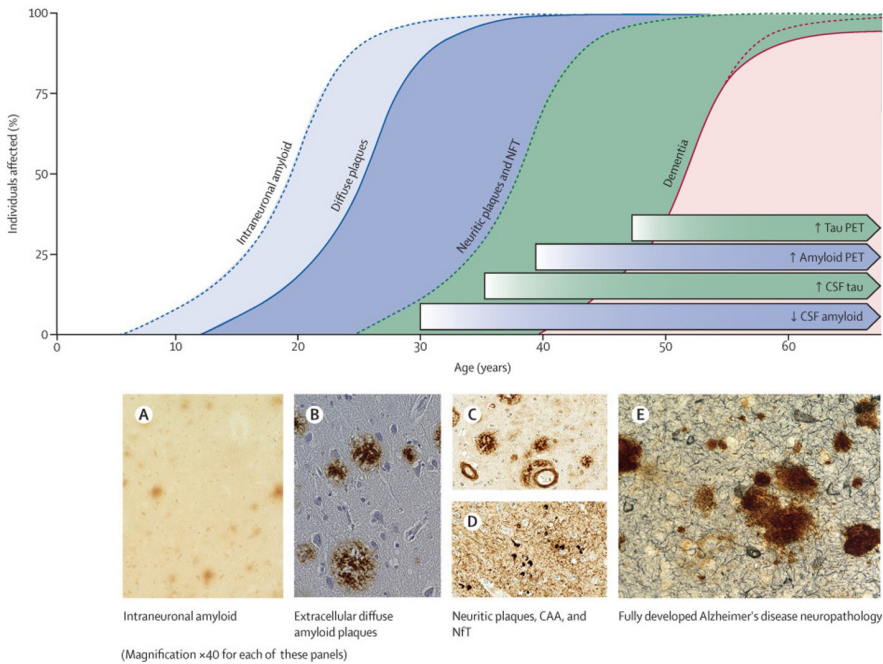 100
75
50
25
0
Individuals affected (%)
Intraneuronal amyloid
Diffuse plaques
Neuritic plaques and NFT
Dementia
↑ Tau PET
↑ Amyloid PET
↑ CSF tau
↓ CSF amyloid
0 10 20 30 40 50 60
Age (years)
A
B
C
D
E
Intraneuronal amyloid
Extracellular diffuse
amyloid plaques
Neuritic plaques, CAA, and
NfT
Fully developed Alzheimer's disease neuropathology
(Magnification ×40 for each of these panels)